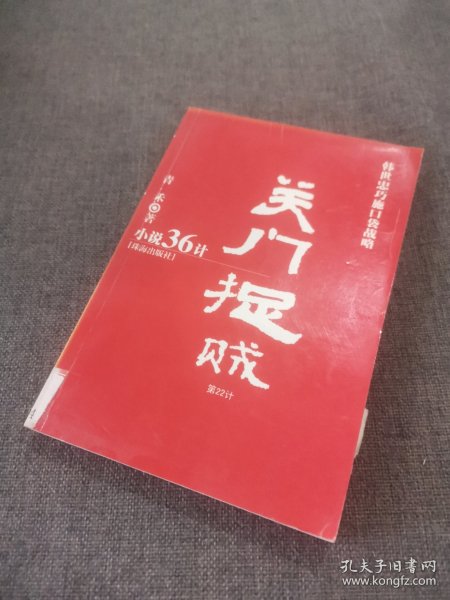 韩世忠巧施口袋战略
关门捉贼
第22计
小说36计
[珠海出版社]
青禾◎著
孔夫子旧书网
www.kongfz.com